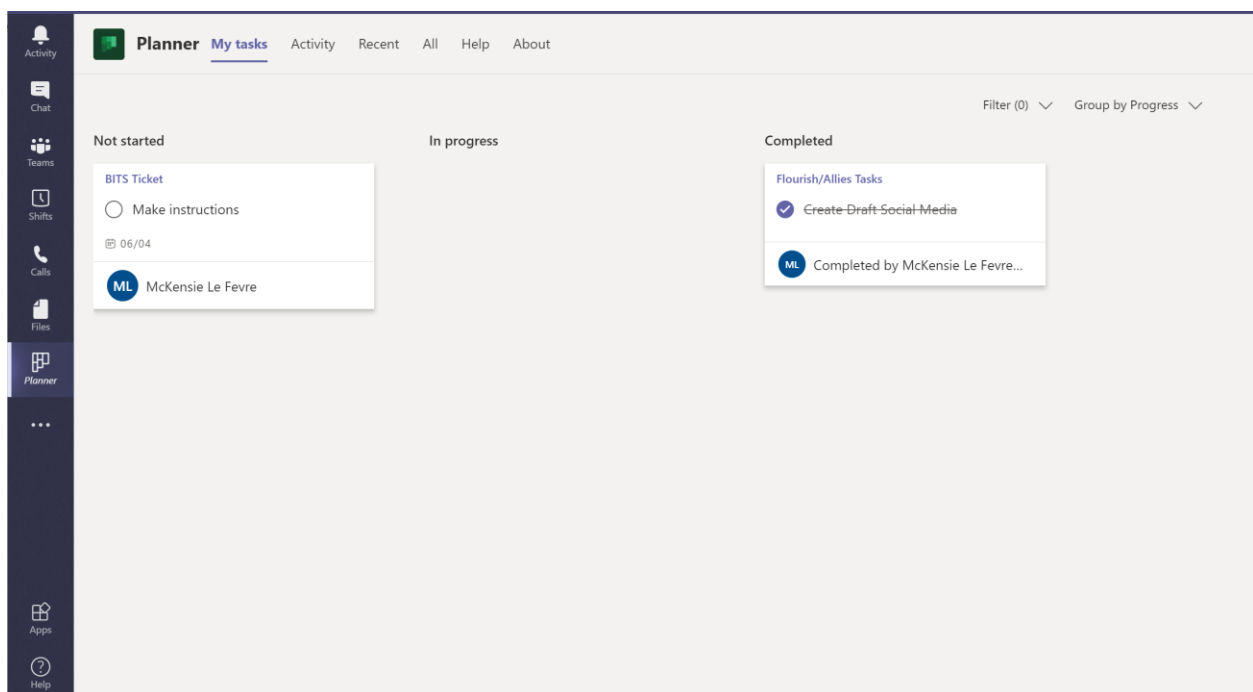 Activity
Chat
Teams
Shifts
Calls
Files
Planner
Apps
Help
Planner My tasks Activity Recent All Help About
Filter (0) Group by Progress
Not started
BITS Ticket
Make instructions
06/04
ML McKensie Le Fevre
In progress
Completed
Flourish/Allies Tasks
Create Draft Social Media
ML Completed by McKensie Le Fevre...